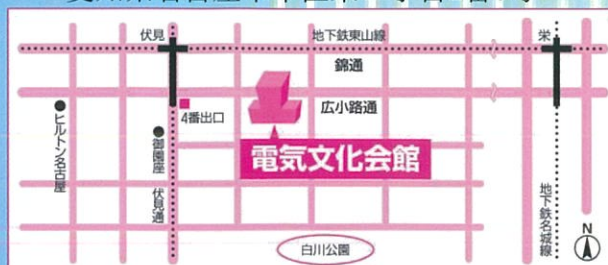 伏見
地下鉄東山線
栄
錦通
広小路通
4番出口
ヒルトン名古屋
御園座
電気文化会館
伏見通
地下鉄名城線
白川公園
N